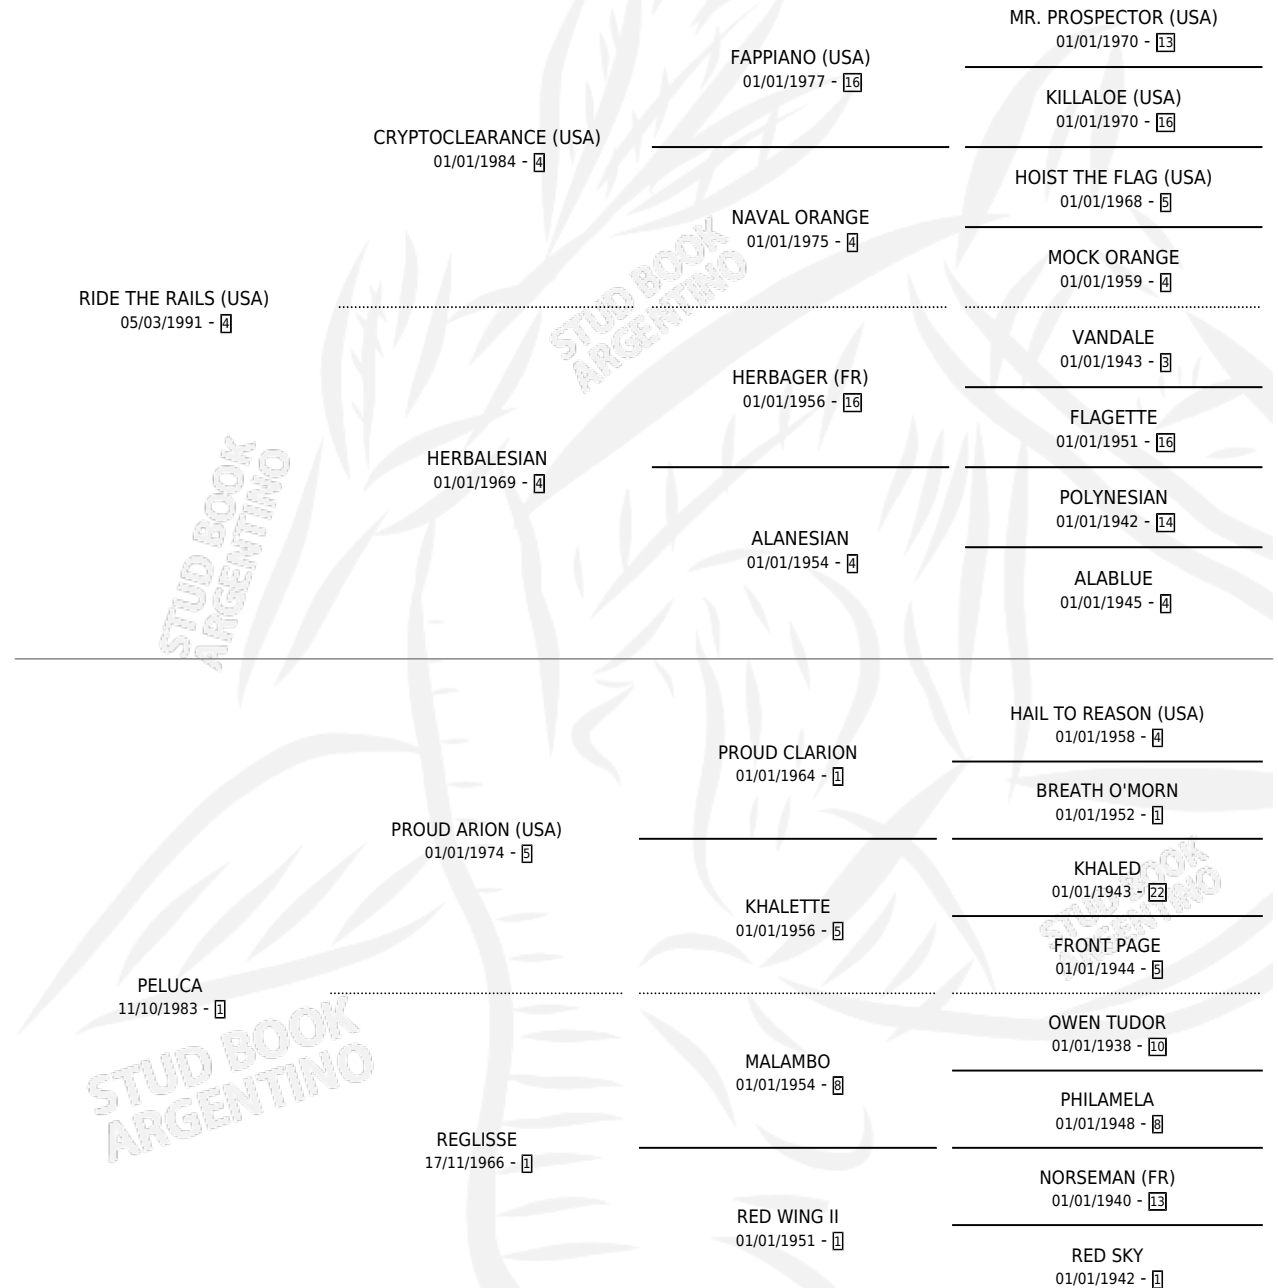 MR. PROSPECTOR (USA)
01/01/1970 - 13
FAPPIANO (USA)
01/01/1977 - 16
KILLALOE (USA)
01/01/1970 - 16
CRYPTOCLEARANCE (USA)
01/01/1984 - 4
HOIST THE FLAG (USA)
01/01/1968 - 5
NAVAL ORANGE
01/01/1975 - 4
MOCK ORANGE
01/01/1959 - 4
RIDE THE RAILS (USA)
05/03/1991 - 4
VANDALE
01/01/1943 - 3
HERBAGER (FR)
01/01/1956 - 16
FLAGETTE
01/01/1951 - 16
HERBALESIAN
01/01/1969 - 4
POLYNESIAN
01/01/1942 - 14
ALANESIAN
01/01/1954 - 4
ALABLUE
01/01/1945 - 4
HAIL TO REASON (USA)
01/01/1958 - 4
PROUD CLARION
01/01/1964 - 1
BREATH O'MORN
01/01/1952 - 1
PROUD ARION (USA)
01/01/1974 - 5
KHALED
01/01/1943 - 22
KHALETTE
01/01/1956 - 5
FRONT PAGE
01/01/1944 - 5
PELUCA
11/10/1983 - 1
OWEN TUDOR
01/01/1938 - 10
MALAMBO
01/01/1954 - 8
PHILAMELA
01/01/1948 - 8
REGLISSE
17/11/1966 - 1
NORSEMAN (FR)
01/01/1940 - 13
RED WING II
01/01/1951 - 1
RED SKY
01/01/1942 - 1
STUD BOOK
ARGENTINO
STUD BOOK
ARGENTINO
STUD BOOK
ARGENTINO
STUD BOOK
ARGENTINO